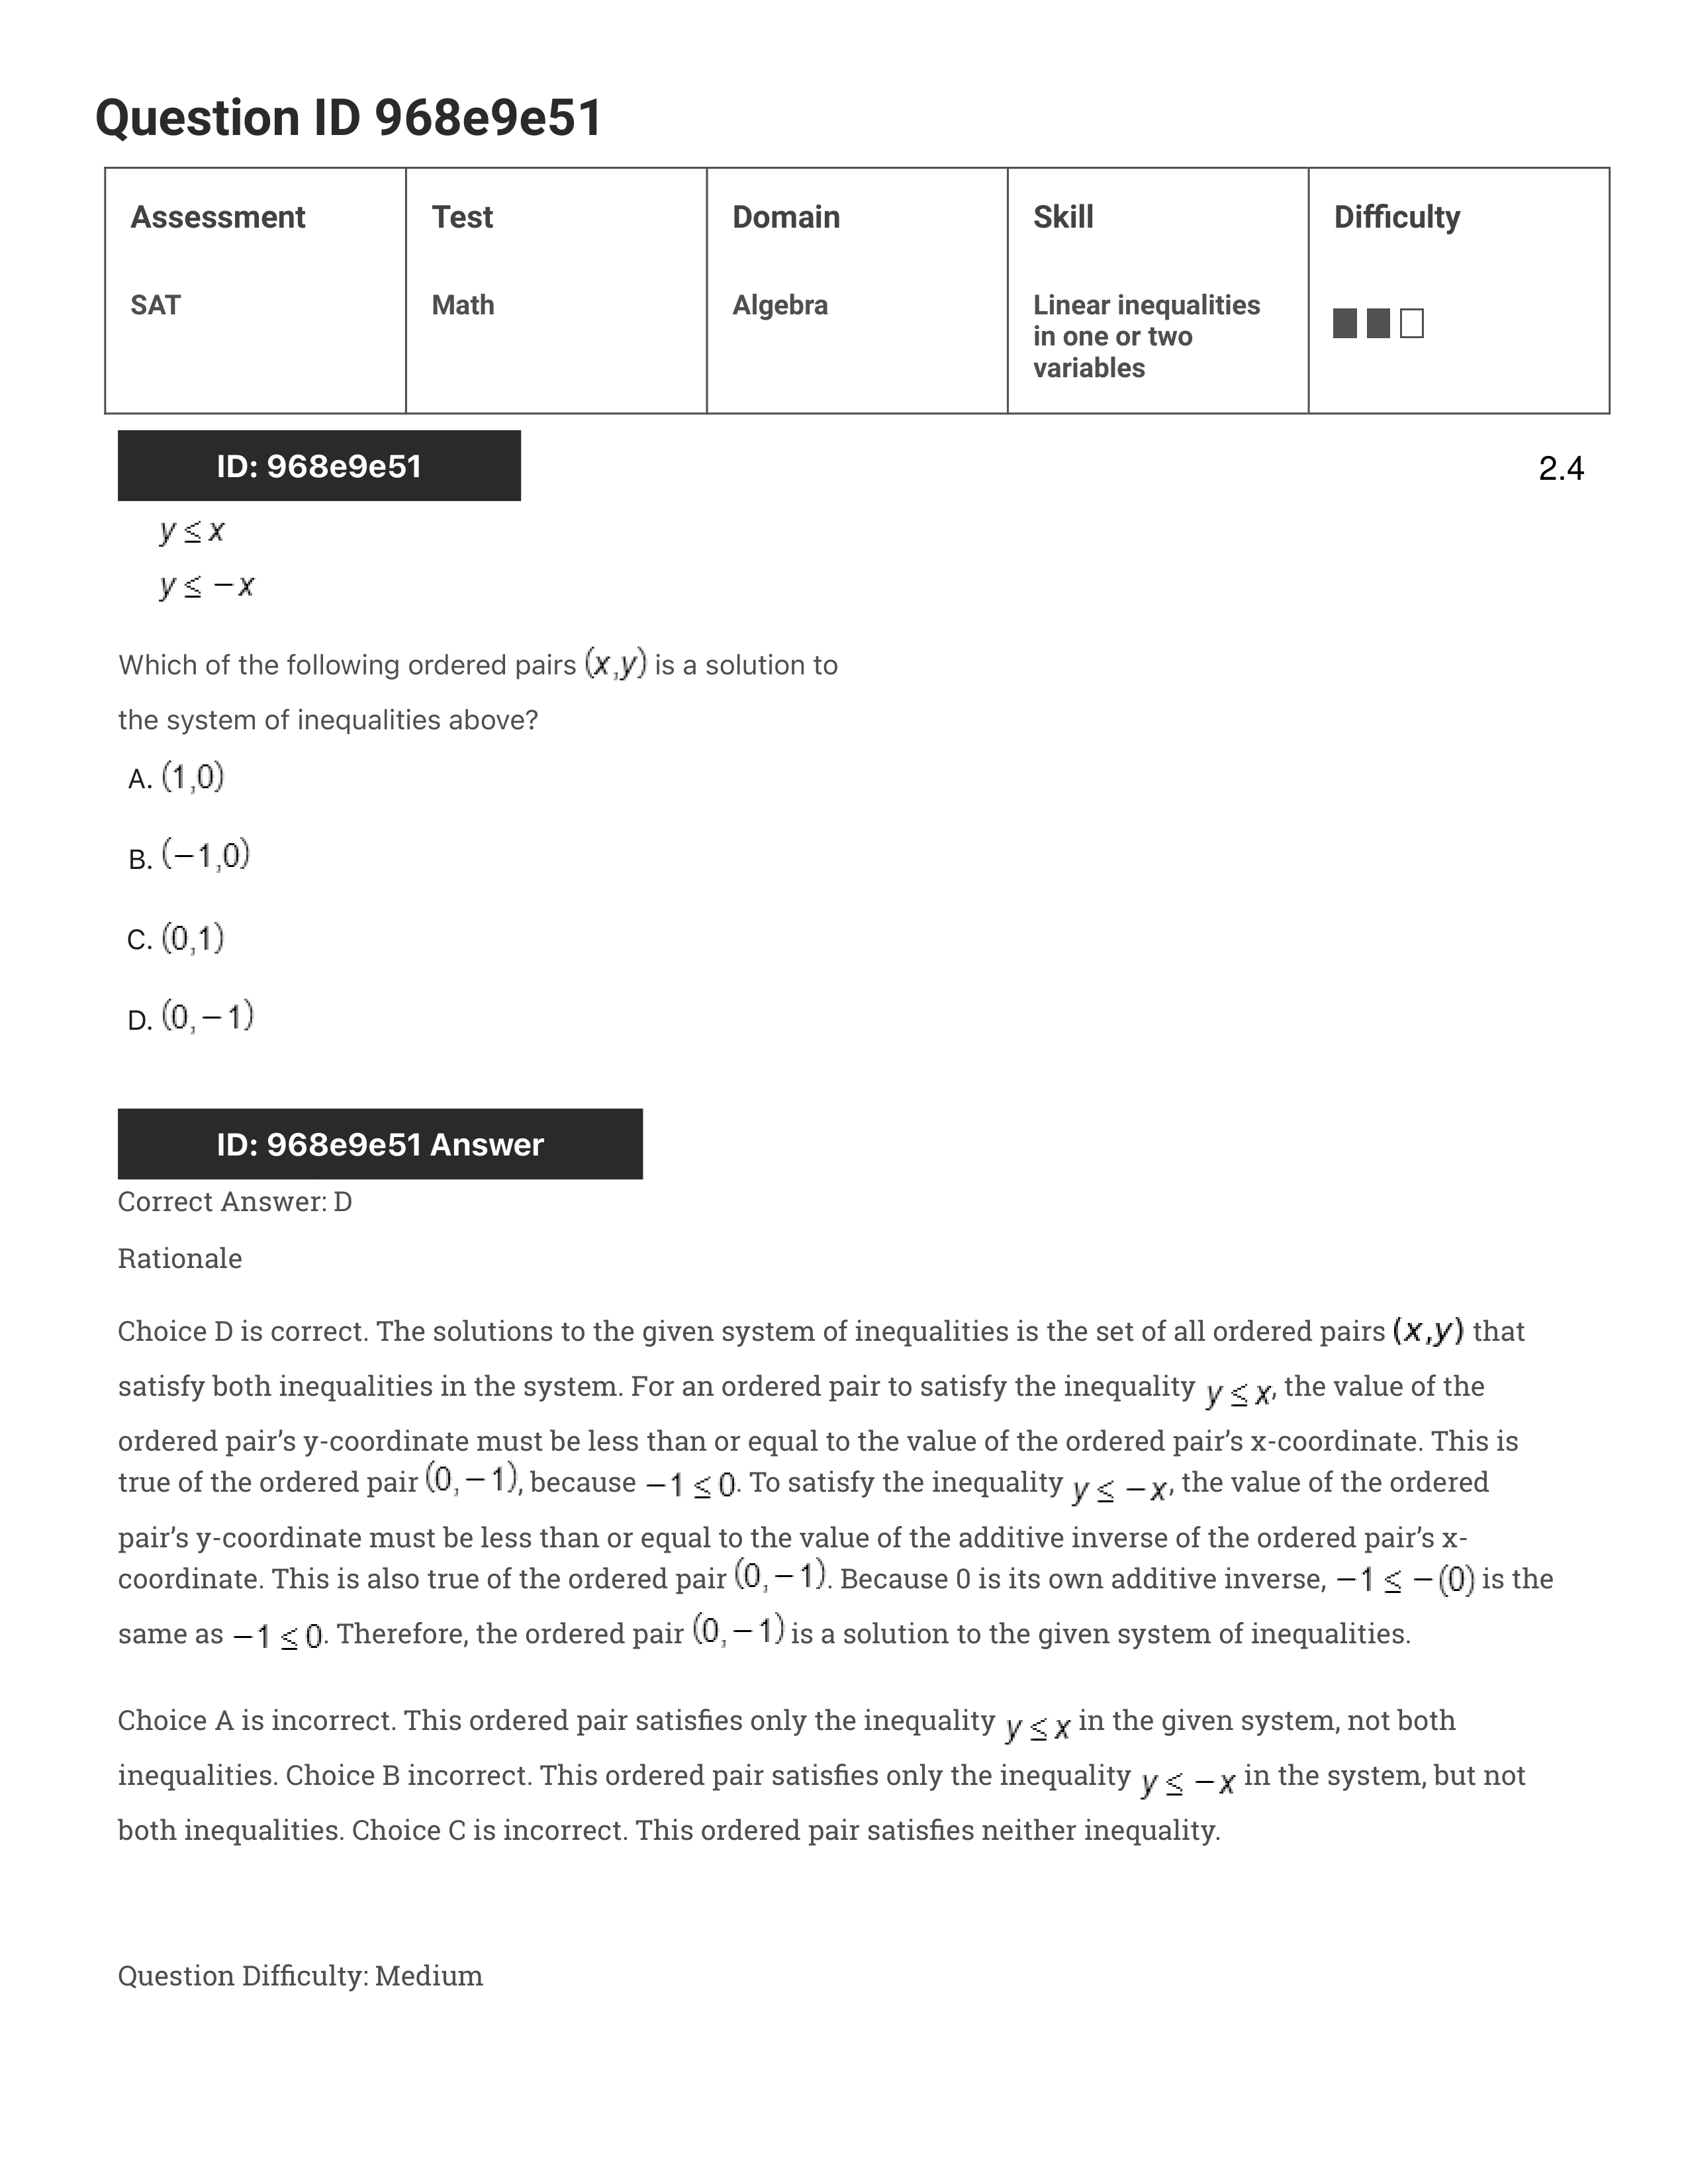 Question ID 968e9e51
Assessment Test Domain Skill Difficulty
SAT Math Algebra Linear inequalities
in one or two
variables
ID: 968e9e51 2.4
y ≤ x
y ≤ −x
Which of the following ordered pairs (x,y) is a solution to
the system of inequalities above?
A. (1,0)
B. (−1,0)
C. (0,1)
D. (0,−1)
ID: 968e9e51 Answer
Correct Answer: D
Rationale
Choice D is correct. The solutions to the given system of inequalities is the set of all ordered pairs (x,y) that
satisfy both inequalities in the system. For an ordered pair to satisfy the inequality y ≤ x, the value of the
ordered pair’s y-coordinate must be less than or equal to the value of the ordered pair’s x-coordinate. This is
true of the ordered pair (0,−1), because −1 ≤ 0. To satisfy the inequality y ≤ −x, the value of the ordered
pair’s y-coordinate must be less than or equal to the value of the additive inverse of the ordered pair’s x-
coordinate. This is also true of the ordered pair (0,−1). Because 0 is its own additive inverse, −1 ≤ −(0) is the
same as −1 ≤ 0. Therefore, the ordered pair (0,−1) is a solution to the given system of inequalities.
Choice A is incorrect. This ordered pair satisfies only the inequality y ≤ x in the given system, not both
inequalities. Choice B incorrect. This ordered pair satisfies only the inequality y ≤ −x in the system, but not
both inequalities. Choice C is incorrect. This ordered pair satisfies neither inequality.
Question Difficulty: Medium